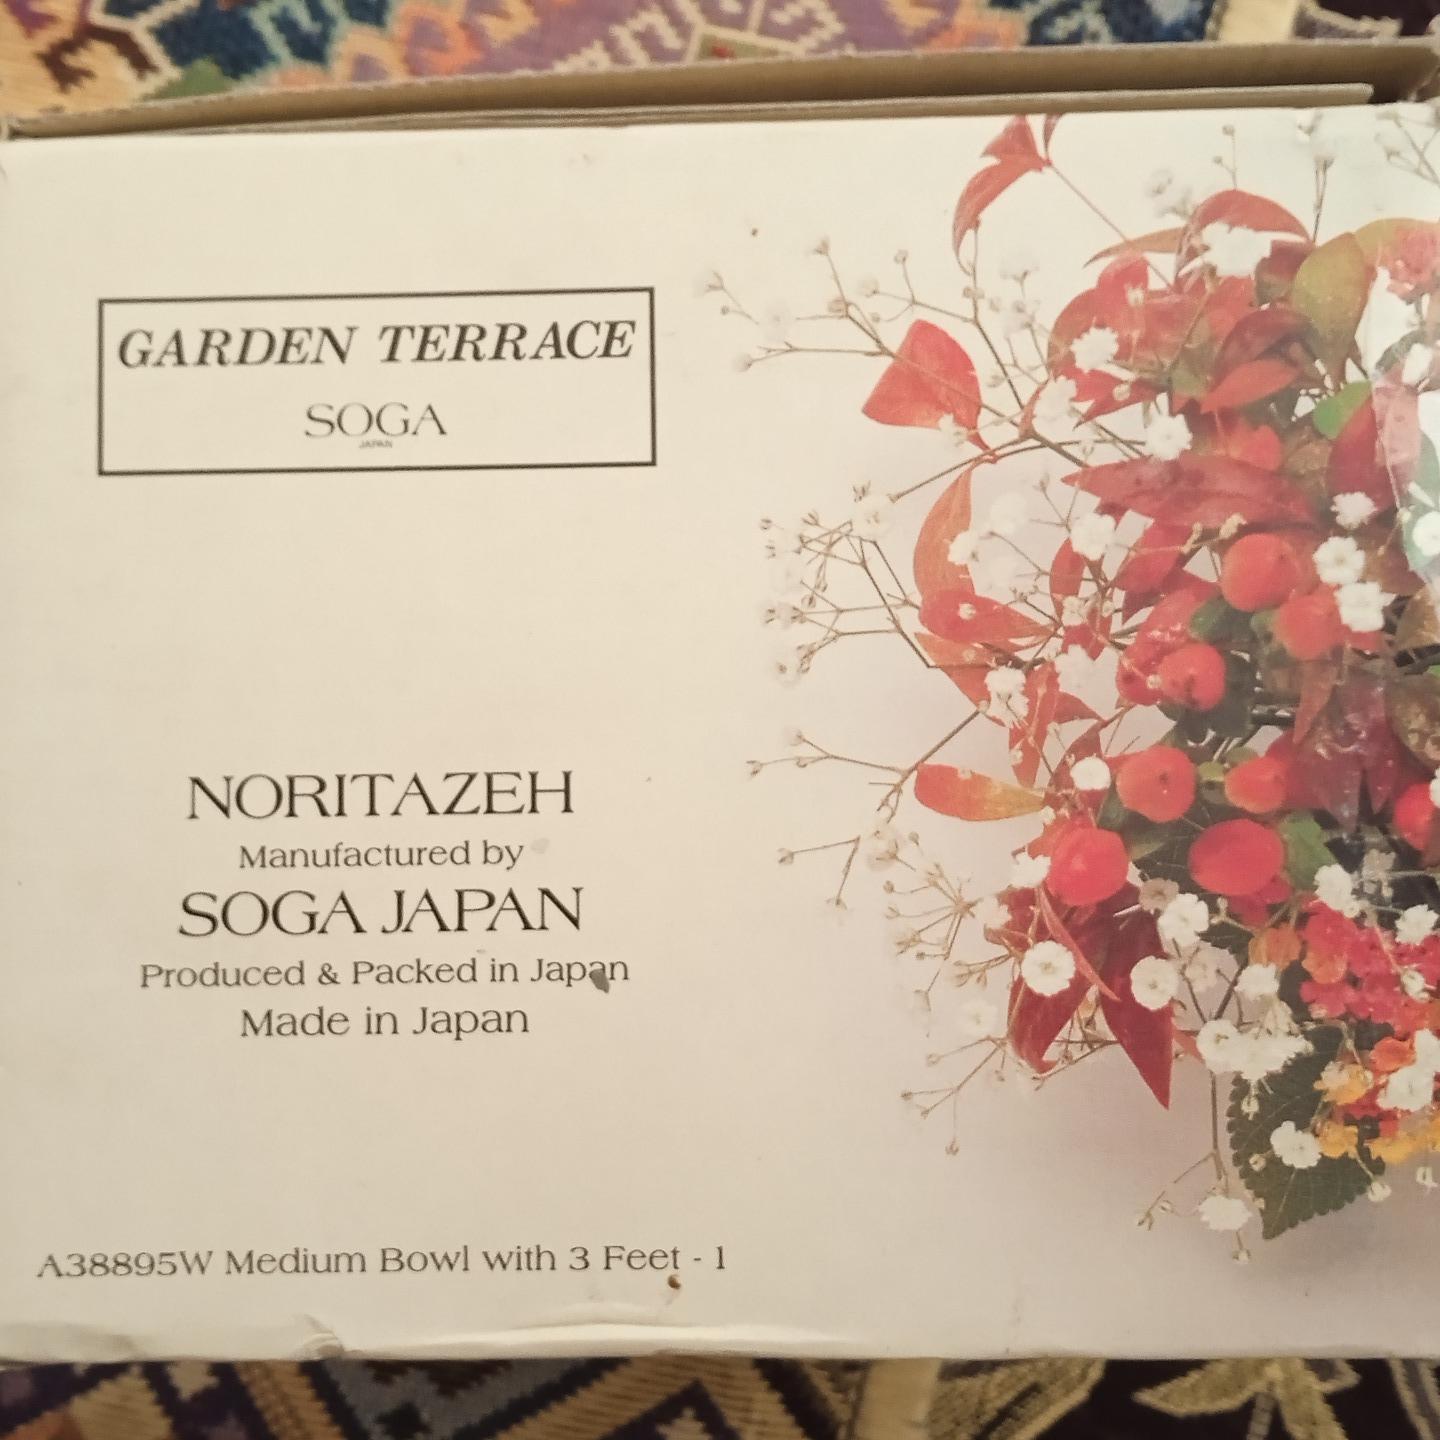 GARDEN TERRACE
SOGA
JAPAN
NORITAZEH
Manufactured by
SOGA JAPAN
Produced & Packed in Japan
Made in Japan
A38895W Medium Bowl with 3 Feet - 1